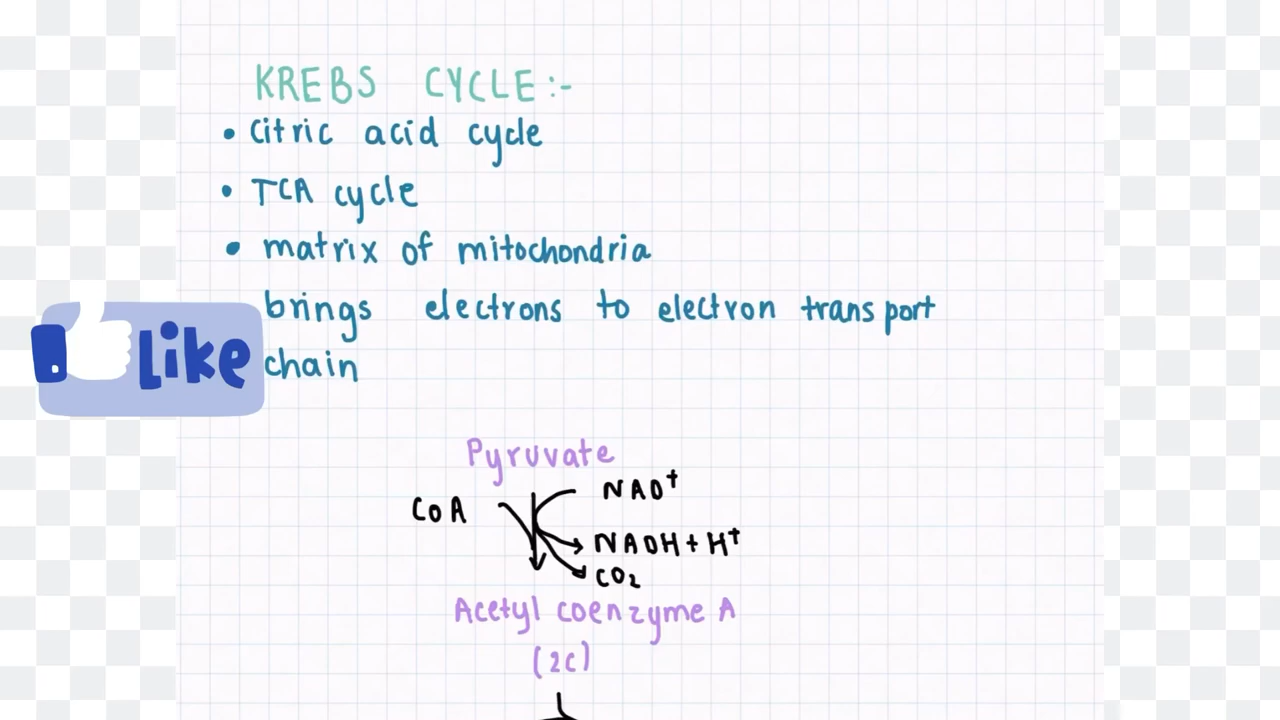 KREBS CYCLE:-
• Citric acid cycle
• TCA cycle
• matrix of mitochondria
brings electrons to electron transport
chain
Like
Pyruvate
CoA
NAD⁺
NADH + H⁺
CO₂
Acetyl coenzyme A
(2C)